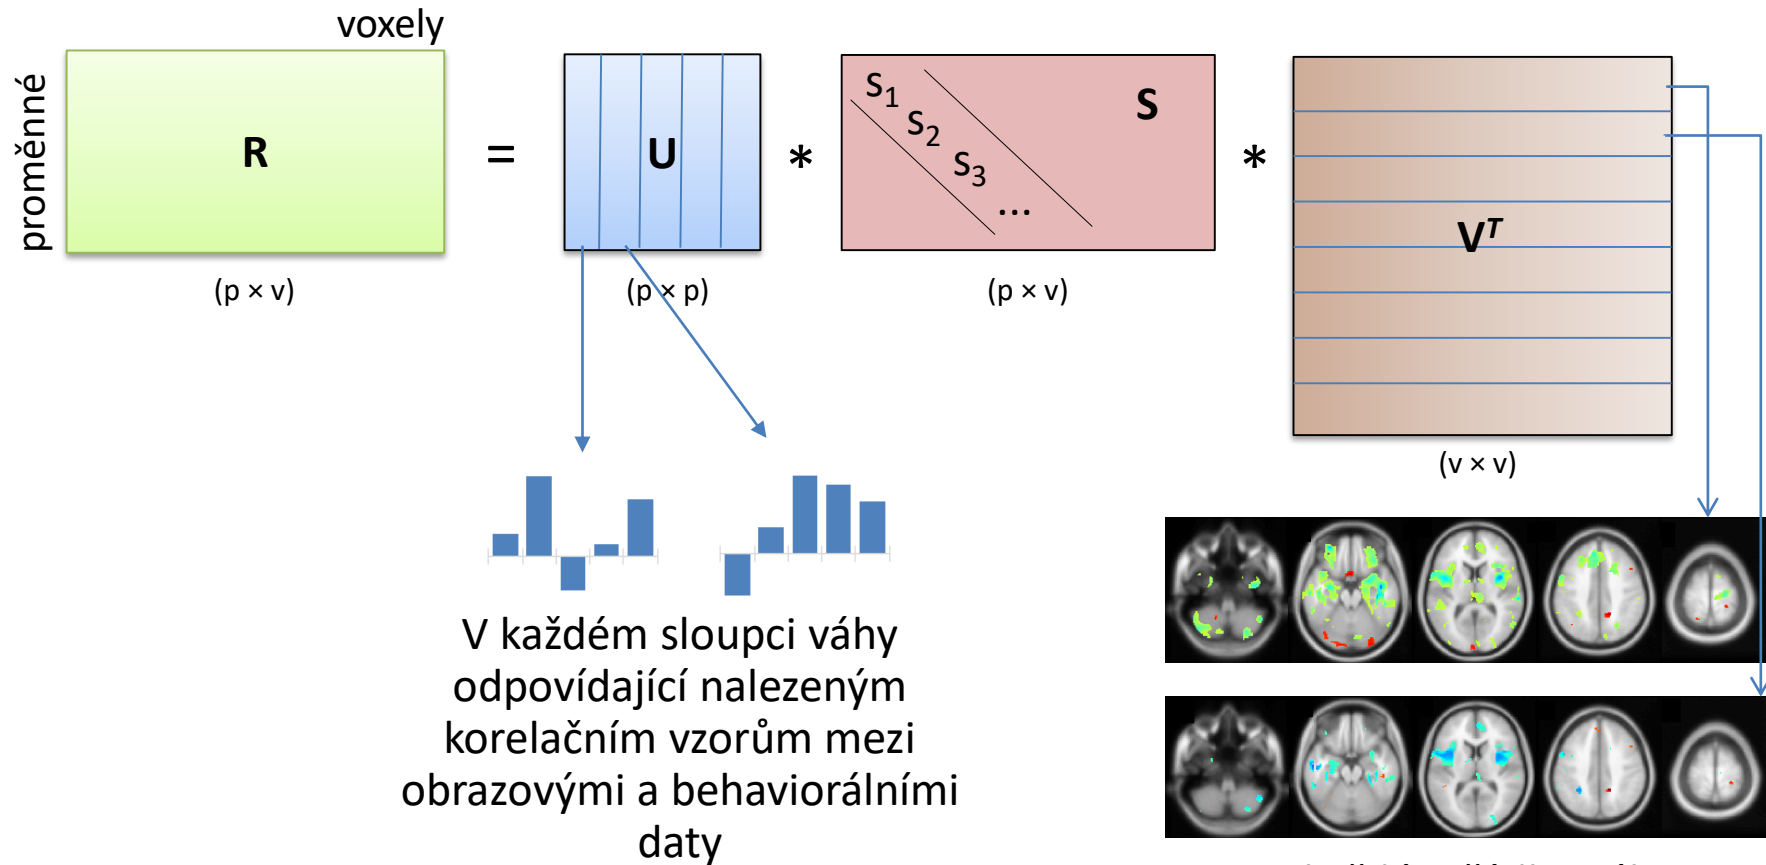 voxely
proměnné
R = U * S * Vᵀ
S₁
S₂
S₃
...
(p × v)
(p × p)
(p × v)
(v × v)
V každém sloupci váhy
odpovídající nalezeným
korelačním vzorům mezi
obrazovými a behaviorálními
daty